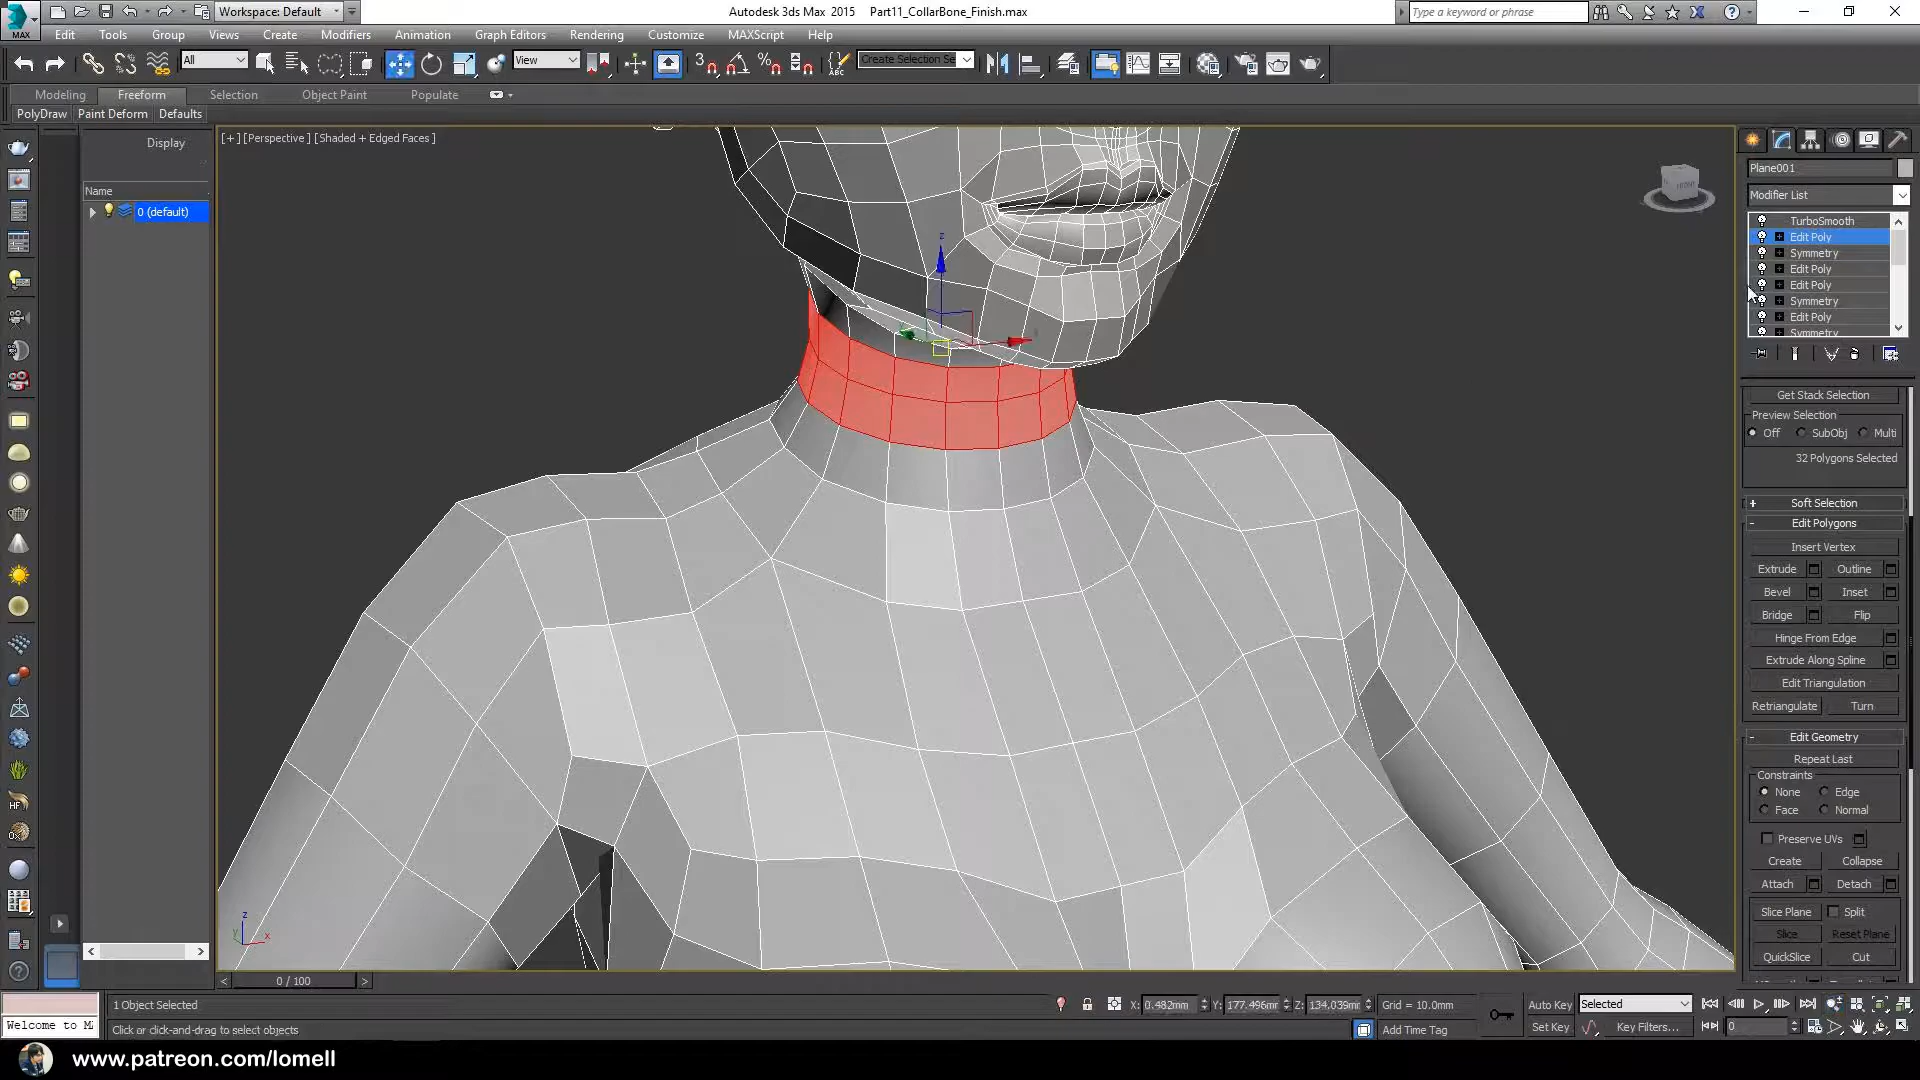 MAX
Workspace: Default
Autodesk 3ds Max 2015 Part11_CollarBone_Finish.max
Type a keyword or phrase
Edit Tools Group Views Create Modifiers Animation Graph Editors Rendering Customize MAXScript Help
All
View
Create Selection Se
Modeling Freeform Selection Object Paint Populate
PolyDraw Paint Deform Defaults
Display
Name
0 (default)
[+] [Perspective ] [Shaded + Edged Faces ]
FRONT
Plane001
Modifier List
TurboSmooth
Edit Poly
Symmetry
Edit Poly
Edit Poly
Symmetry
Edit Poly
Symmetry
Get Stack Selection
Preview Selection
Off SubObj Multi
32 Polygons Selected
+ Soft Selection
- Edit Polygons
Insert Vertex
Extrude Outline
Bevel Inset
Bridge Flip
Hinge From Edge
Extrude Along Spline
Edit Triangulation
Retriangulate Turn
- Edit Geometry
Repeat Last
Constraints
None Edge
Face Normal
Preserve UVs
Create Collapse
Attach Detach
Slice Plane Split
Slice Reset Plane
QuickSlice Cut
z
z
y x
< 0 / 100 >
1 Object Selected
X: 0.482mm Y: 177.496mr Z: 134.039mr Grid = 10.0mm
Auto Key Selected
Welcome to M
Click or click-and-drag to select objects
Add Time Tag
Set Key Key Filters... 0
www.patreon.com/lomell